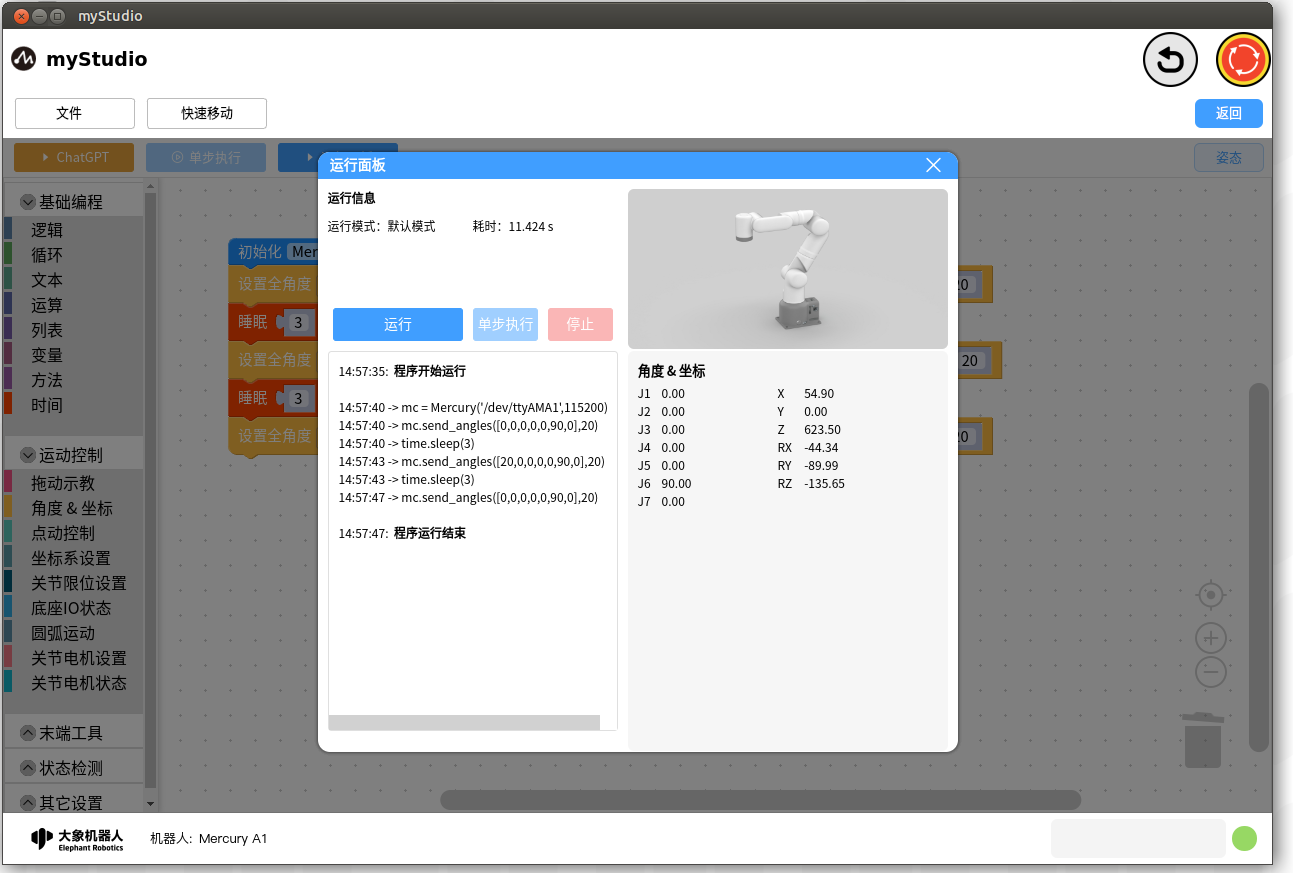 myStudio
myStudio
文件
快速移动
返回
ChatGPT
单步执行
姿态
基础编程
逻辑
循环
文本
运算
列表
变量
方法
时间
运动控制
拖动示教
角度 & 坐标
点动控制
坐标系设置
关节限位设置
底座IO状态
圆弧运动
关节电机设置
关节电机状态
末端工具
状态检测
其它设置
初始化 Mer
设置全角度
睡眠 3
设置全角度
睡眠 3
设置全角度
20
20
20
运行面板
运行信息
运行模式： 默认模式 耗时： 11.424 s
运行
单步执行
停止
14:57:35: 程序开始运行
14:57:40 -> mc = Mercury('/dev/ttyAMA1',115200)
14:57:40 -> mc.send_angles([0,0,0,0,0,90,0],20)
14:57:40 -> time.sleep(3)
14:57:43 -> mc.send_angles([20,0,0,0,0,90,0],20)
14:57:43 -> time.sleep(3)
14:57:47 -> mc.send_angles([0,0,0,0,0,90,0],20)
14:57:47: 程序运行结束
角度 & 坐标
J1 0.00 X 54.90
J2 0.00 Y 0.00
J3 0.00 Z 623.50
J4 0.00 RX -44.34
J5 0.00 RY -89.99
J6 90.00 RZ -135.65
J7 0.00
大象机器人
Elephant Robotics
机器人: Mercury A1